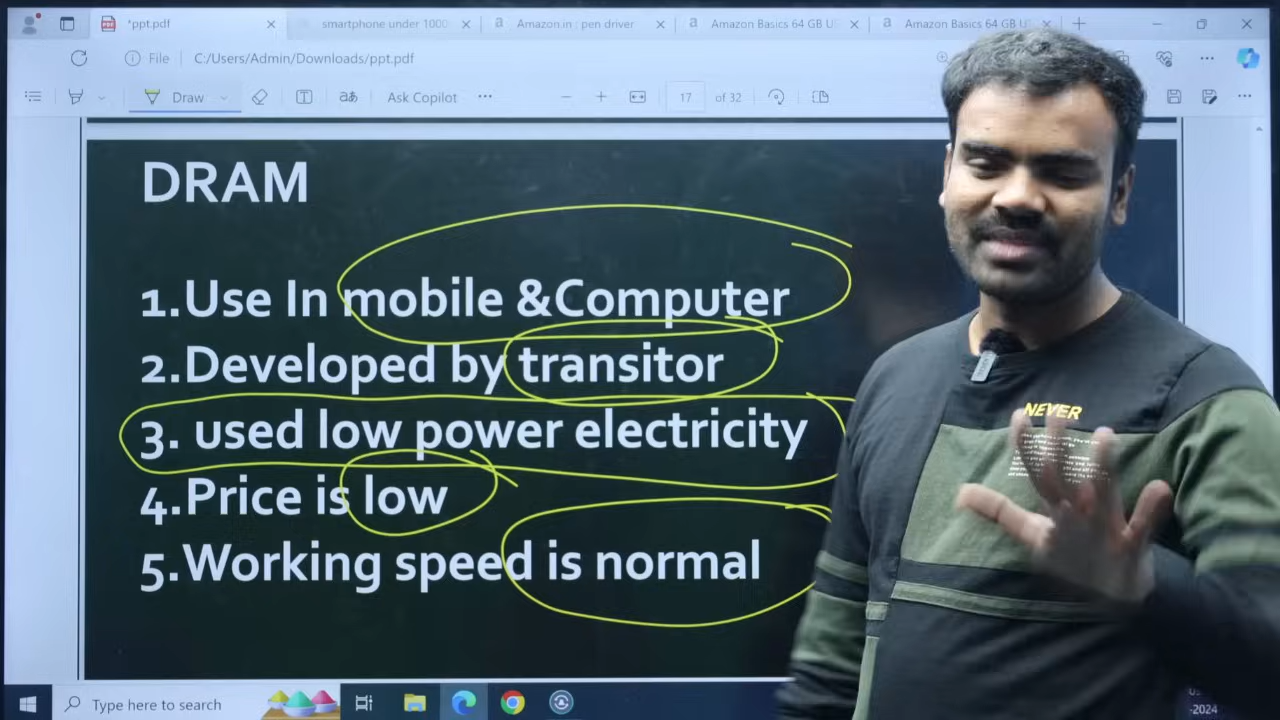 *ppt.pdf
smartphone under 1000
Amazon.in : pen driver
Amazon Basics 64 GB U
Amazon Basics 64 GB U
File
C:/Users/Admin/Downloads/ppt.pdf
Draw
aあ
Ask Copilot
17
of 32
DRAM
1.Use In mobile &Computer
2.Developed by transitor
3. used low power electricity
4.Price is low
5.Working speed is normal
NEVER
Type here to search
-2024